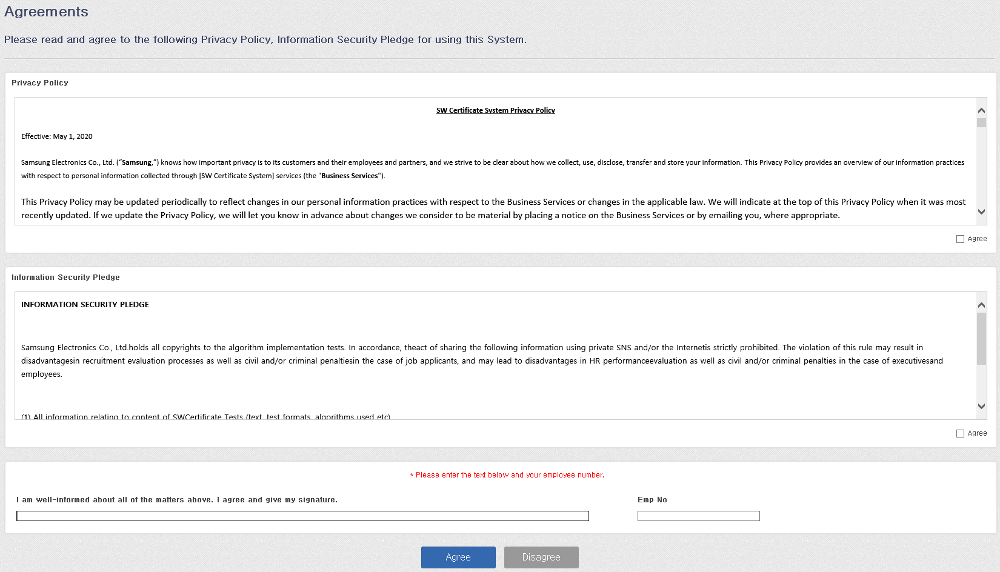 Agreements
Please read and agree to the following Privacy Policy, Information Security Pledge for using this System.
Privacy Policy
SW Certificate System Privacy Policy
Effective: May 1, 2020
Samsung Electronics Co., Ltd. (“Samsung,”) knows how important privacy is to its customers and their employees and partners, and we strive to be clear about how we collect, use, disclose, transfer and store your information. This Privacy Policy provides an overview of our information practices
with respect to personal information collected through [SW Certificate System] services (the "Business Services").
This Privacy Policy may be updated periodically to reflect changes in our personal information practices with respect to the Business Services or changes in the applicable law. We will indicate at the top of this Privacy Policy when it was most
recently updated. If we update the Privacy Policy, we will let you know in advance about changes we consider to be material by placing a notice on the Business Services or by emailing you, where appropriate.
Agree
Information Security Pledge
INFORMATION SECURITY PLEDGE
Samsung Electronics Co., Ltd.holds all copyrights to the algorithm implementation tests. In accordance, theact of sharing the following information using private SNS and/or the Internetis strictly prohibited. The violation of this rule may result in
disadvantagesin recruitment evaluation processes as well as civil and/or criminal penaltiesin the case of job applicants, and may lead to disadvantages in HR performanceevaluation as well as civil and/or criminal penalties in the case of executivesand
employees.
(1) All information relating to content of SWCertificate Tests (text, test formats, algorithms used etc)
Agree
* Please enter the text below and your employee number.
I am well-informed about all of the matters above. I agree and give my signature.
Emp No
Agree
Disagree